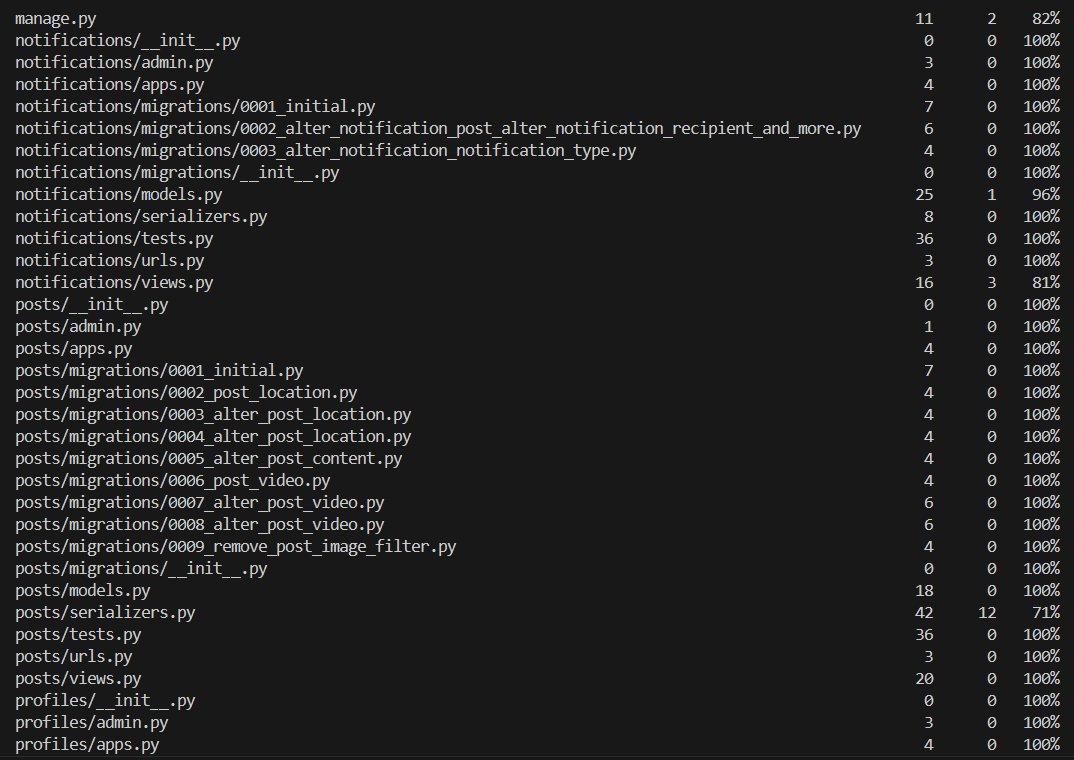 manage.py 11 2 82%
notifications/__init__.py 0 0 100%
notifications/admin.py 3 0 100%
notifications/apps.py 4 0 100%
notifications/migrations/0001_initial.py 7 0 100%
notifications/migrations/0002_alter_notification_post_alter_notification_recipient_and_more.py 6 0 100%
notifications/migrations/0003_alter_notification_notification_type.py 4 0 100%
notifications/migrations/__init__.py 0 0 100%
notifications/models.py 25 1 96%
notifications/serializers.py 8 0 100%
notifications/tests.py 36 0 100%
notifications/urls.py 3 0 100%
notifications/views.py 16 3 81%
posts/__init__.py 0 0 100%
posts/admin.py 1 0 100%
posts/apps.py 4 0 100%
posts/migrations/0001_initial.py 7 0 100%
posts/migrations/0002_post_location.py 4 0 100%
posts/migrations/0003_alter_post_location.py 4 0 100%
posts/migrations/0004_alter_post_location.py 4 0 100%
posts/migrations/0005_alter_post_content.py 4 0 100%
posts/migrations/0006_post_video.py 4 0 100%
posts/migrations/0007_alter_post_video.py 6 0 100%
posts/migrations/0008_alter_post_video.py 6 0 100%
posts/migrations/0009_remove_post_image_filter.py 4 0 100%
posts/migrations/__init__.py 0 0 100%
posts/models.py 18 0 100%
posts/serializers.py 42 12 71%
posts/tests.py 36 0 100%
posts/urls.py 3 0 100%
posts/views.py 20 0 100%
profiles/__init__.py 0 0 100%
profiles/admin.py 3 0 100%
profiles/apps.py 4 0 100%